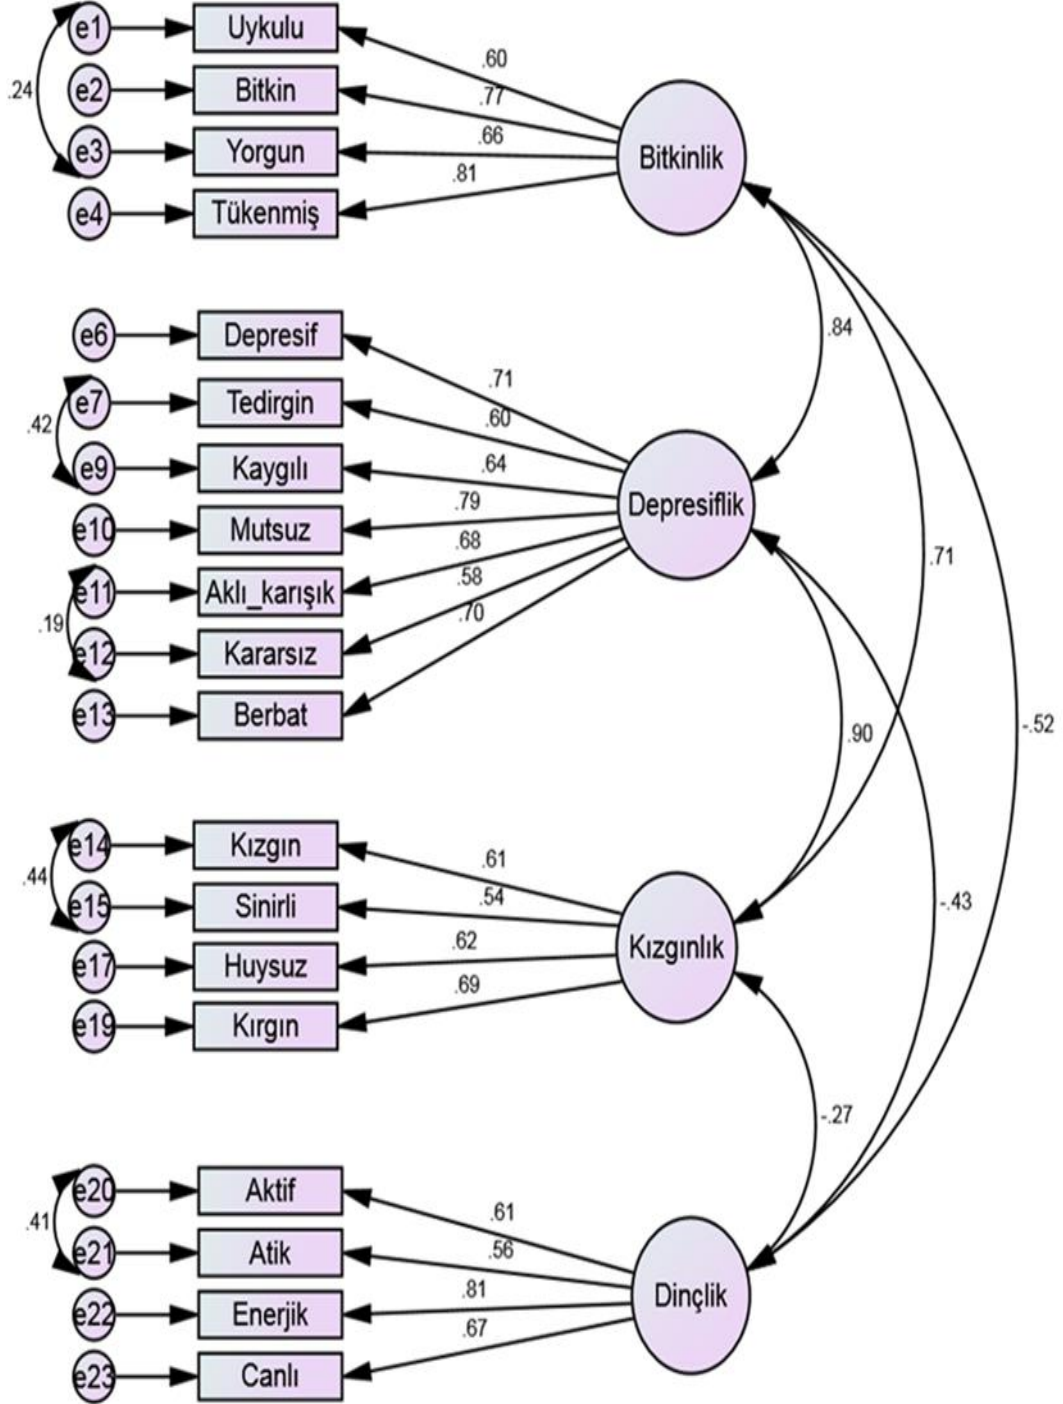 e1 Uykulu
.60
.24 e2 Bitkin
.77
e3 Yorgun
.66
Bitkinlik
e4 Tükenmiş
.81
.84
e6 Depresif
.71
e7 Tedirgin
.60
.42
e9 Kaygılı
.64
Depresiflik
e10 Mutsuz
.79
e11 Aklı_karışık
.68
.19
e12 Kararsız
.58
e13 Berbat
.70
.71
.90
-.52
e14 Kızgın
.61
.44
e15 Sinirli
.54
-.43
Kızgınlık
e17 Huysuz
.62
e19 Kırgın
.69
-.27
e20 Aktif
.61
.41
e21 Atik
.56
e22 Enerjik
.81
Dinçlik
e23 Canlı
.67